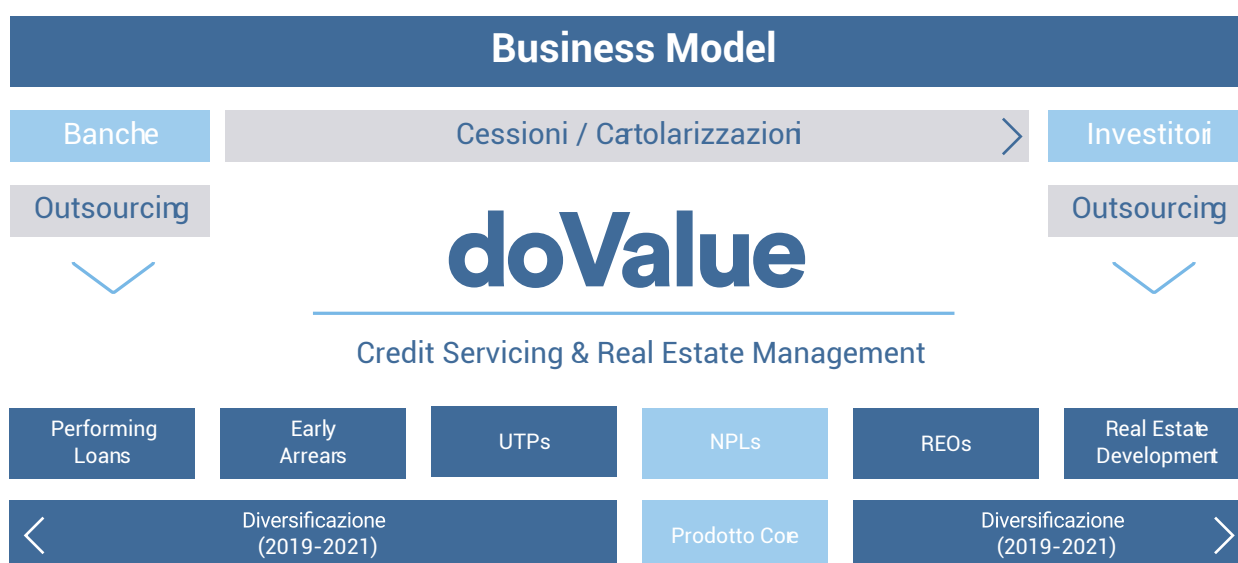 Business Model
Banche
Cessioni / Cartolarizzazioni
Investitori
Outsourcing
Outsourcing
doValue
Credit Servicing & Real Estate Management
Performing
Loans
Early
Arrears
UTPs
NPLs
REOs
Real Estate
Development
Diversificazione
(2019-2021)
Prodotto Core
Diversificazione
(2019-2021)